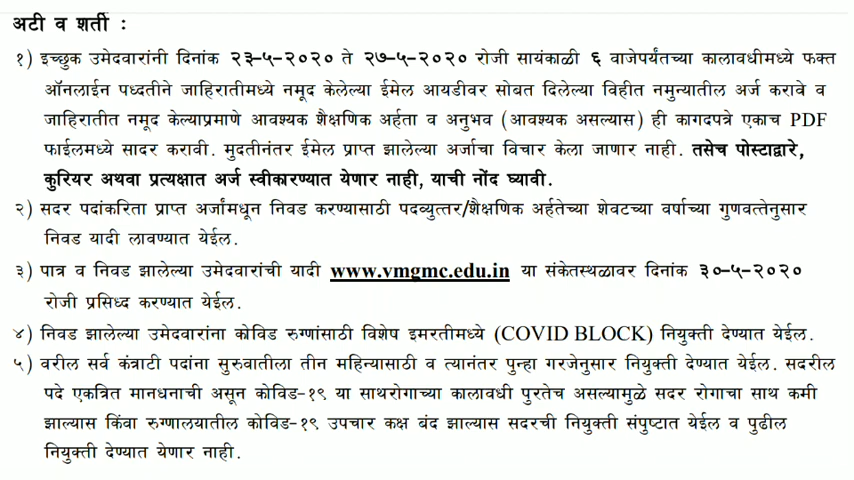 अटी व शर्ती :
१) इच्छुक उमेदवारांनी दिनांक २३-५-२०२० ते २७-५-२०२० रोजी सायंकाळी ६ वाजेपर्यंतच्या कालावधीमध्ये फक्त
ऑनलाईन पध्दतीने जाहिरातीमध्ये नमूद केलेल्या ईमेल आयडीवर सोबत दिलेल्या विहीत नमुन्यातील अर्ज करावे व
जाहिरातीत नमूद केल्याप्रमाणे आवश्यक शैक्षणिक अर्हता व अनुभव (आवश्यक असल्यास) ही कागदपत्रे एकाच PDF
फाईलमध्ये सादर करावी. मुदतीनंतर ईमेल प्राप्त झालेल्या अर्जाचा विचार केला जाणार नाही. तसेच पोस्टाद्वारे,
कुरियर अथवा प्रत्यक्षात अर्ज स्वीकारण्यात येणार नाही, याची नोंद घ्यावी.
२) सदर पदांकरिता प्राप्त अर्जांमधून निवड करण्यासाठी पदव्युत्तर/शैक्षणिक अर्हतेच्या शेवटच्या वर्षाच्या गुणवत्तेनुसार
निवड यादी लावण्यात येईल.
३) पात्र व निवड झालेल्या उमेदवारांची यादी www.vmgmc.edu.in या संकेतस्थळावर दिनांक ३०-५-२०२०
रोजी प्रसिध्द करण्यात येईल.
४) निवड झालेल्या उमेदवारांना कोविड रुग्णांसाठी विशेष इमरतीमध्ये (COVID BLOCK) नियुक्ती देण्यात येईल.
५) वरील सर्व कंत्राटी पदांना सुरुवातीला तीन महिन्यासाठी व त्यानंतर पुन्हा गरजेनुसार नियुक्ती देण्यात येईल. सदरील
पदे एकत्रित मानधनाची असून कोविड-१९ या साथरोगाच्या कालावधी पुरतेच असल्यामुळे सदर रोगाचा साथ कमी
झाल्यास किंवा रुग्णालयातील कोविड-१९ उपचार कक्ष बंद झाल्यास सदरची नियुक्ती संपुष्टात येईल व पुढील
नियुक्ती देण्यात येणार नाही.